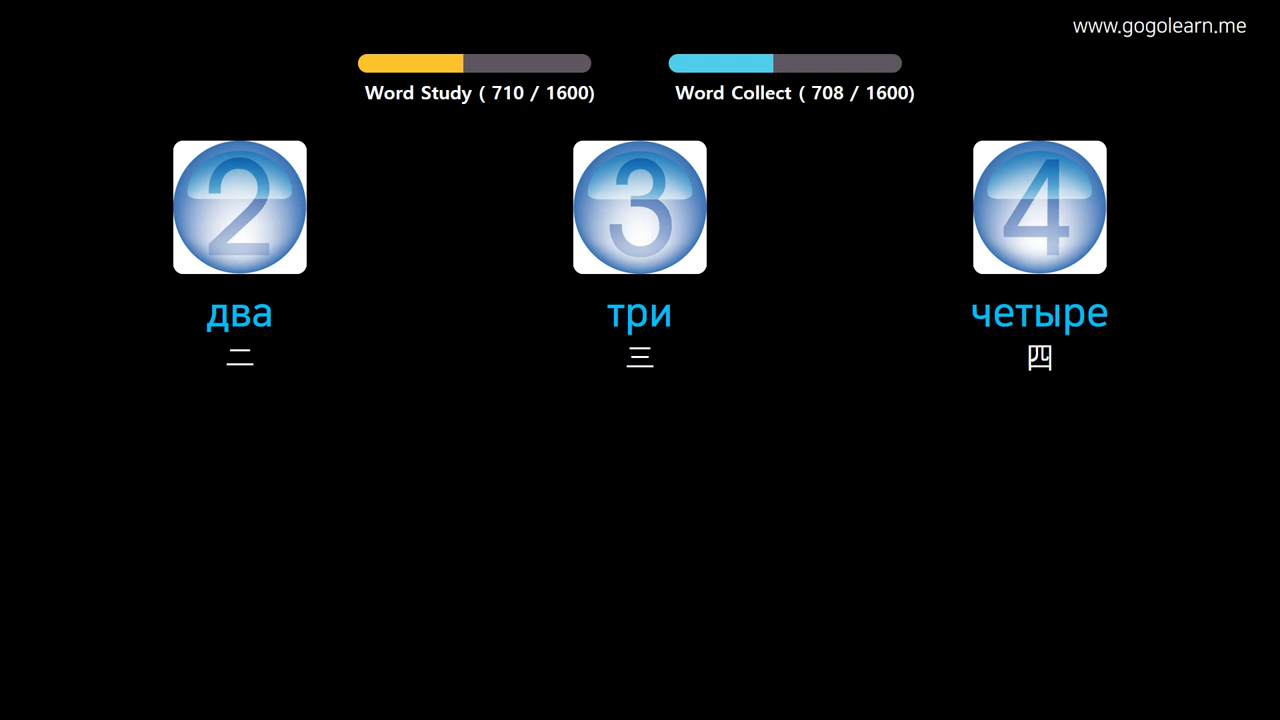 www.gogolearn.me
Word Study ( 710 / 1600)
Word Collect ( 708 / 1600)
2
3
4
два
три
четыре
二
三
四